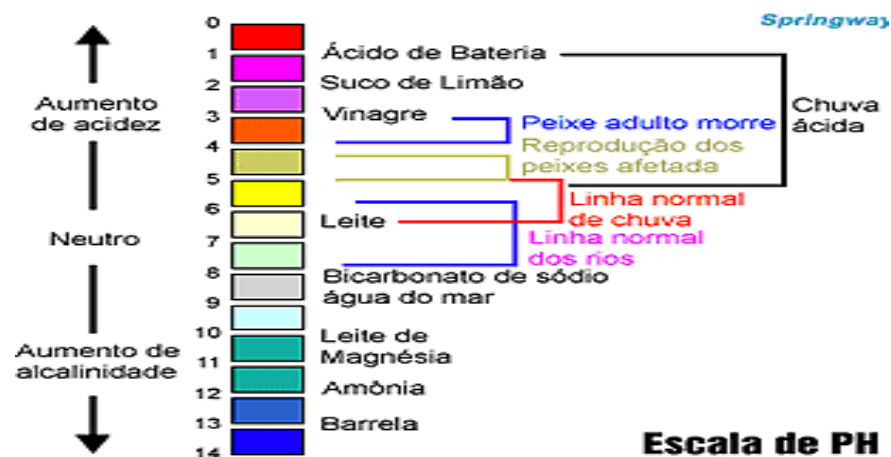 Springway
0
1
2
3
4
5
6
7
8
9
10
11
12
13
14
Aumento
de acidez
Neutro
Aumento de
alcalinidade
Ácido de Bateria
Suco de Limão
Vinagre
Peixe adulto morre
Reprodução dos
peixes afetada
Chuva
ácida
Linha normal
de chuva
Leite
Linha normal
dos rios
Bicarbonato de sódio
água do mar
Leite de
Magnésia
Amônia
Barrela
Escala de PH